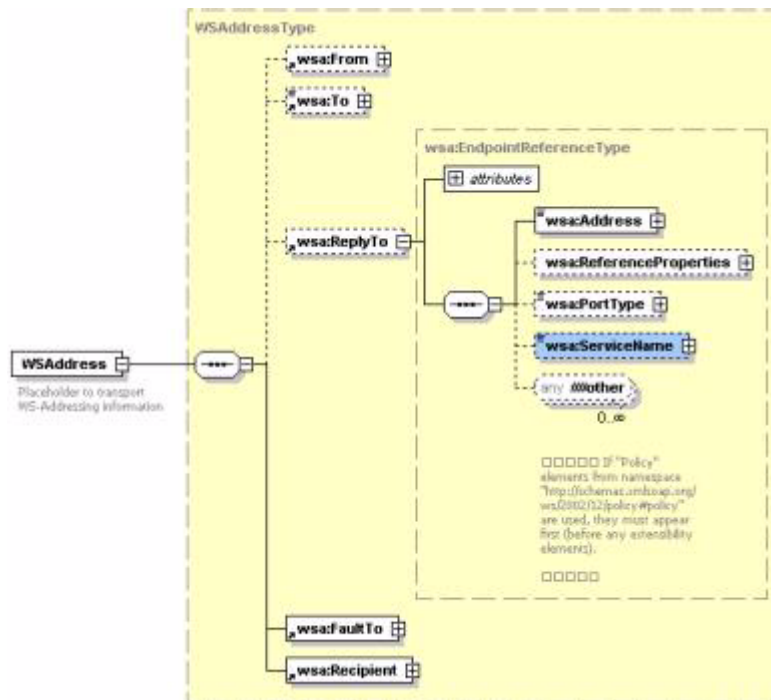 WSAddressType
wsa:From
wsa:To
wsa:EndpointReferenceType
attributes
wsa:Address
wsa:ReplyTo
wsa:ReferenceProperties
wsa:PortType
wsa:ServiceName
WSAddress
Placeholder to transport
WS-Addressing information
any ##other
0..∞
□□□□□ If "Policy"
elements from namespace
"http://schemas.xmlsoap.org/
ws/2002/12/policy#policy"
are used, they must appear
first (before any extensibility
elements).
□□□□□
wsa:FaultTo
wsa:Recipient